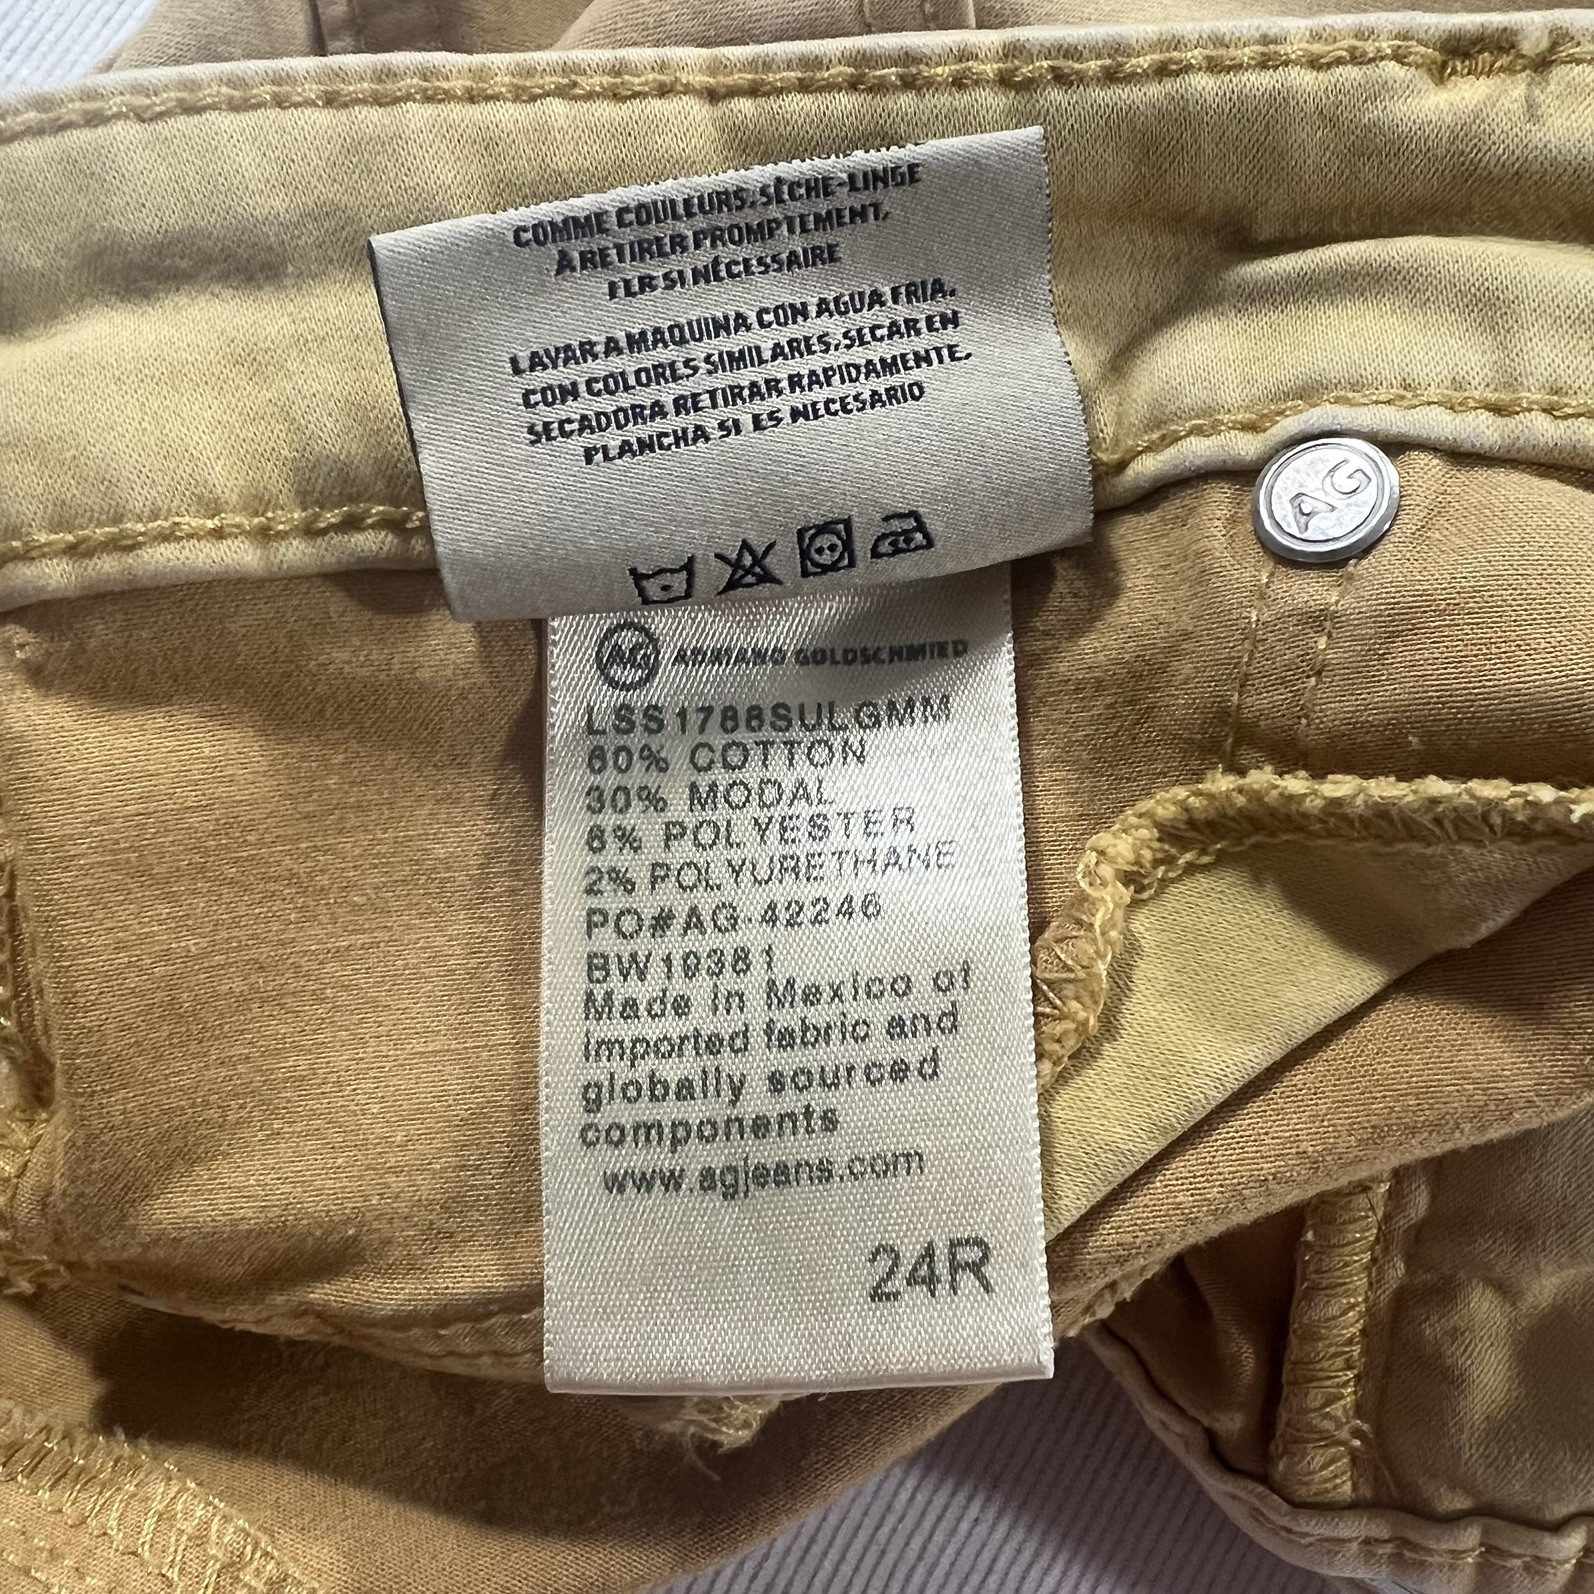 COMME COULEURS, SÈCHE-LINGE
À RETIRER PROMPTEMENT,
FER SI NÉCESSAIRE
LAVAR A MAQUINA CON AGUA FRIA,
CON COLORES SIMILARES, SECAR EN
SECADORA RETIRAR RAPIDAMENTE.
PLANCHA SI ES NECESARIO
AG
AG ADRIANO GOLDSCHMIED
LSS1788SULGMM
60% COTTON
30% MODAL
8% POLYESTER
2% POLYURETHANE
PO#AG-42246
BW19381
Made in Mexico of
Imported fabric and
globally sourced
components
www.agjeans.com
24R